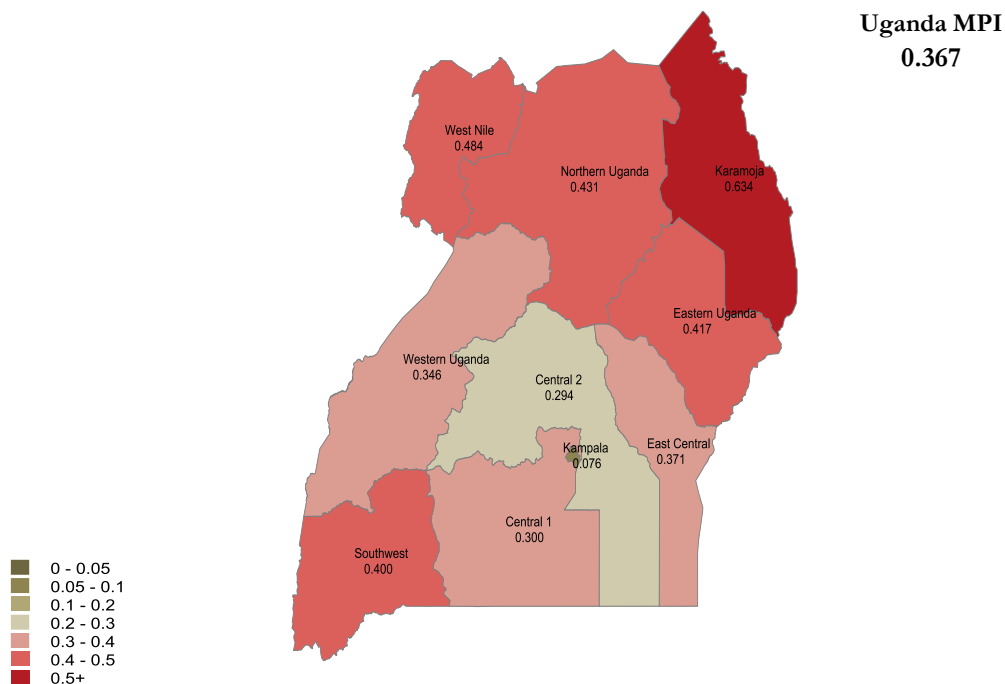 Uganda MPI
0.367
West Nile
0.484
Northern Uganda
0.431
Karamoja
0.634
Eastern Uganda
0.417
Western Uganda
0.346
Central 2
0.294
Kampala
0.076
East Central
0.371
Central 1
0.300
Southwest
0.400
0 - 0.05
0.05 - 0.1
0.1 - 0.2
0.2 - 0.3
0.3 - 0.4
0.4 - 0.5
0.5+